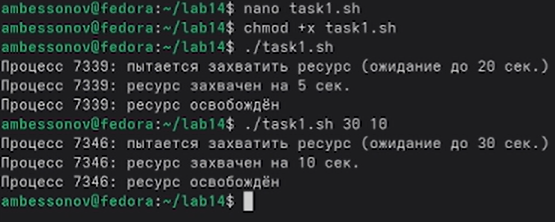 ambessonov@fedora:~/lab14$ nano task1.sh
ambessonov@fedora:~/lab14$ chmod +x task1.sh
ambessonov@fedora:~/lab14$ ./task1.sh
Процесс 7339: пытается захватить ресурс (ожидание до 20 сек.)
Процесс 7339: ресурс захвачен на 5 сек.
Процесс 7339: ресурс освобождён
ambessonov@fedora:~/lab14$ ./task1.sh 30 10
Процесс 7346: пытается захватить ресурс (ожидание до 30 сек.)
Процесс 7346: ресурс захвачен на 10 сек.
Процесс 7346: ресурс освобождён
ambessonov@fedora:~/lab14$